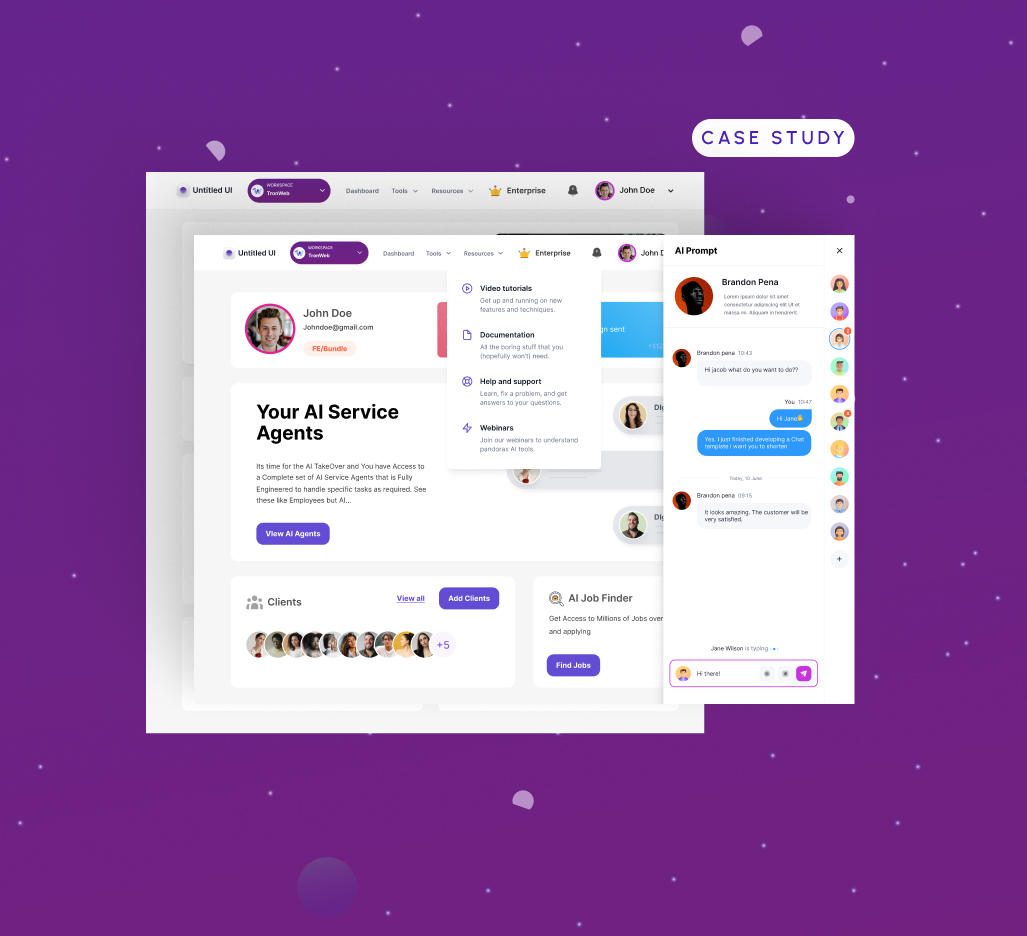 CASE STUDY
Untitled UI
WORKSPACE
TronWeb
Dashboard
Tools
Resources
Enterprise
John Doe
Untitled UI
WORKSPACE
TronWeb
Dashboard
Tools
Resources
Enterprise
John D
John Doe
Johndoe@gmail.com
FE/Bundle
gn sent
Video tutorials
Get up and running on new
features and techniques.
Documentation
All the boring stuff that you
(hopefully won't) need.
Help and support
Learn, fix a problem, and get
answers to your questions.
Webinars
Join our webinars to understand
pandoras AI tools.
Your AI Service
Agents
Its time for the AI TakeOver and You have Access to
a Complete set of AI Service Agents that is Fully
Engineered to handle specific tasks as required. See
these like Employees but AI...
View AI Agents
Clients
View all
Add Clients
+5
AI Job Finder
Get Access to Millions of Jobs over
and applying
Find Jobs
AI Prompt
Brandon Pena
Lorem ipsum dolor sit amet
consectetur adipiscing elit Ut et
massa mi. Aliquam in hendrerit.
Brandon pena 10:43
Hi jacob what do you want to do??
You 10:47
Hi Jane👋
Yes. I just finished developing a Chat
template I want you to shorten
Today, 10 June
Brandon pena 09:15
It looks amazing. The customer will be
very satisfied.
Jane Wilson is typing
Hi there!
+